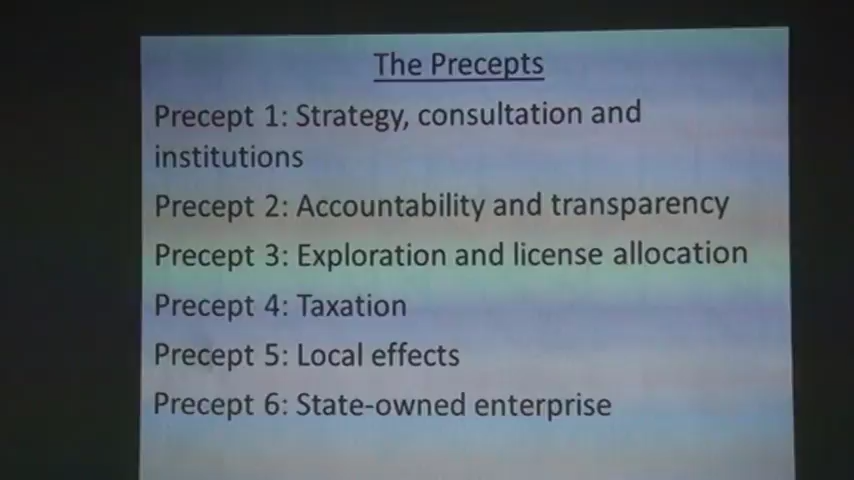 The Precepts
Precept 1: Strategy, consultation and
institutions
Precept 2: Accountability and transparency
Precept 3: Exploration and license allocation
Precept 4: Taxation
Precept 5: Local effects
Precept 6: State-owned enterprise